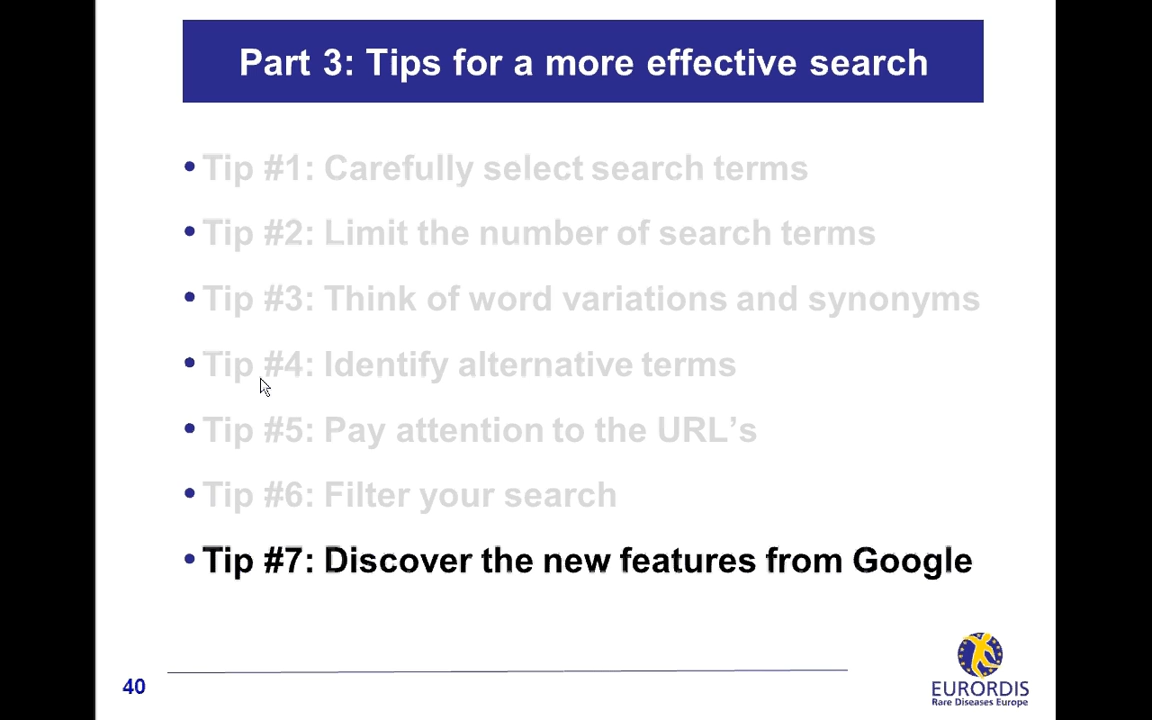 Part 3: Tips for a more effective search
• Tip #1: Carefully select search terms
• Tip #2: Limit the number of search terms
• Tip #3: Think of word variations and synonyms
• Tip #4: Identify alternative terms
• Tip #5: Pay attention to the URL’s
• Tip #6: Filter your search
• Tip #7: Discover the new features from Google
40
EURORDIS
Rare Diseases Europe